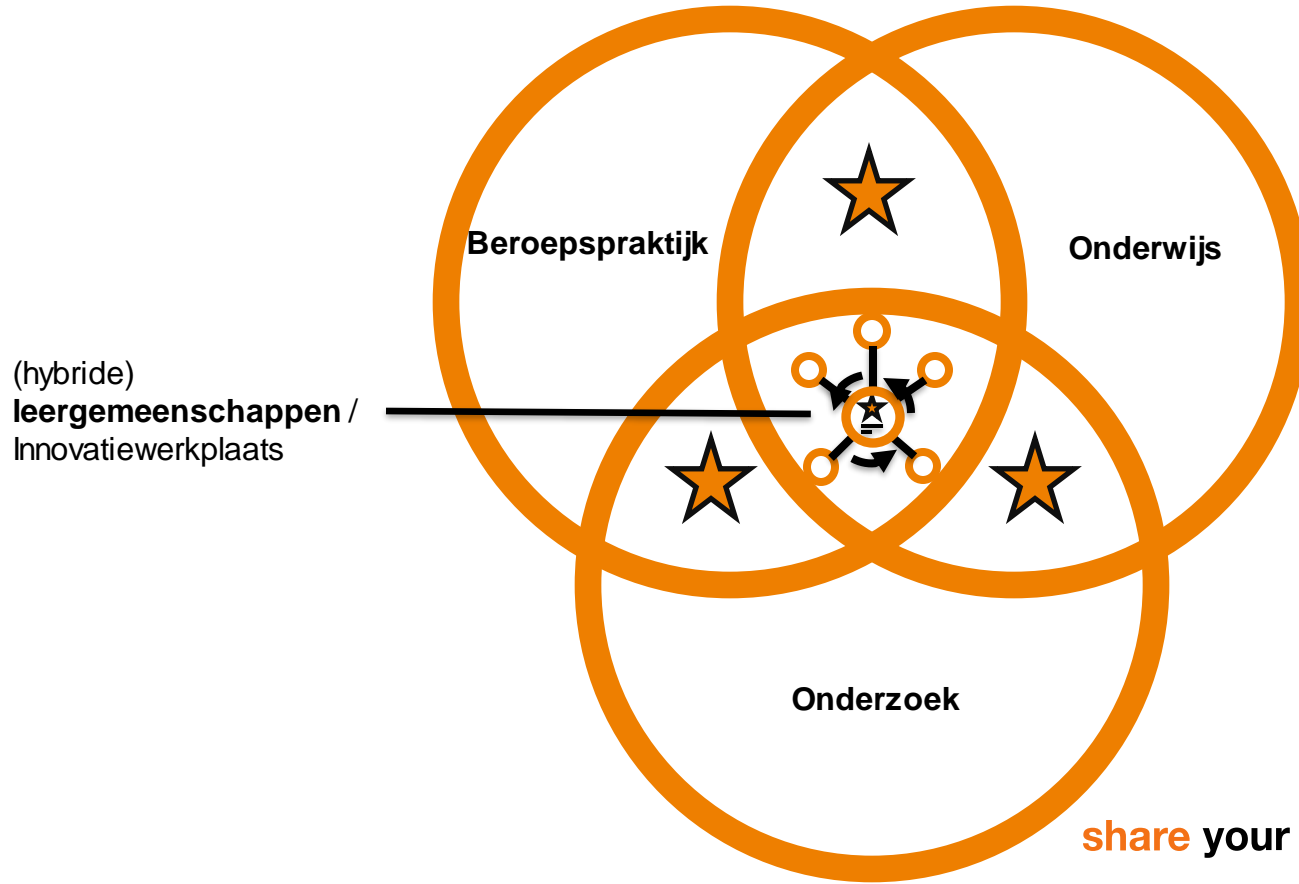 Beroepspraktijk
Onderwijs
(hybride)
leergemeenschappen /
Innovatiewerkplaats
Onderzoek
share your